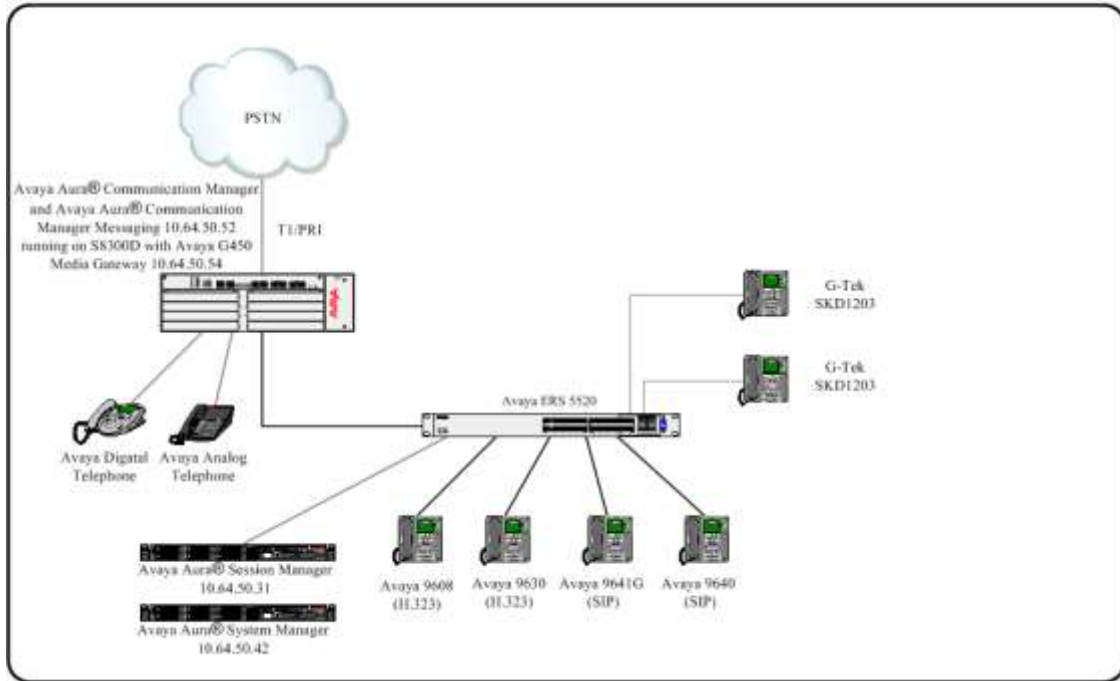 PSTN
Avaya Aura® Communication Manager
and Avaya Aura® Communication
Manager Messaging 10.64.50.52
running on S8300D with Avaya G450
Media Gateway 10.64.50.54
T1/PRI
AVAYA
G-Tek
SKD1203
G-Tek
SKD1203
Avaya ERS 5520
Avaya Digatal
Telephone
Avaya Analog
Telephone
Avaya Aura® Session Manager
10.64.50.31
Avaya Aura® System Manager
10.64.50.42
Avaya 9608
(H.323)
Avaya 9630
(H.323)
Avaya 9641G
(SIP)
Avaya 9640
(SIP)